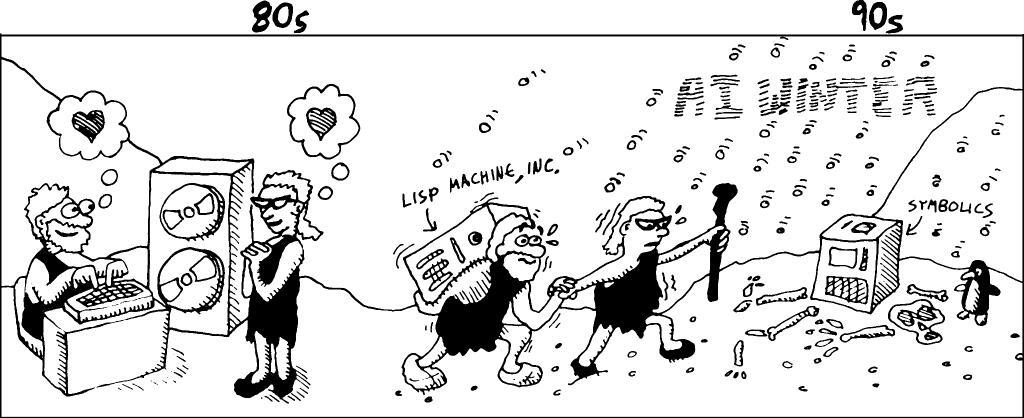 80s
90s
AI WINTER
LISP MACHINE, INC.
SYMBOLICS